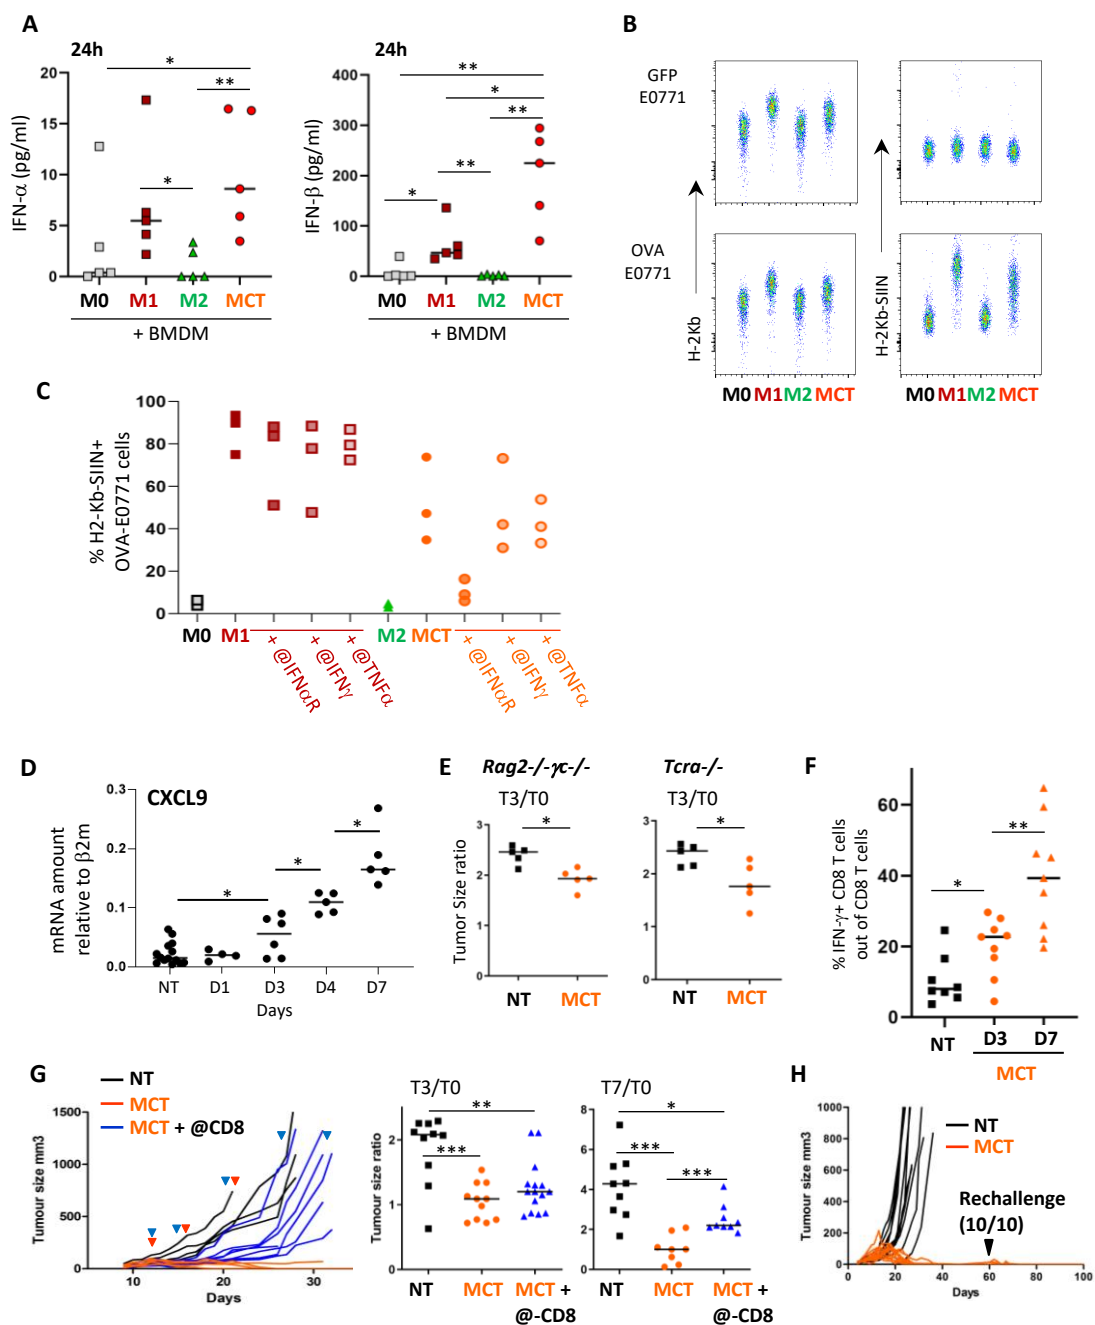 A
24h
IFN-α (pg/ml)
20
15
10
5
0
M0 M1 M2 MCT
+ BMDM
*
**
*
24h
IFN-β (pg/ml)
400
300
200
100
0
M0 M1 M2 MCT
+ BMDM
**
*
**
**
*
B
GFP
E0771
OVA
E0771
H-2Kb
H-2Kb-SIIN
M0 M1 M2 MCT
M0 M1 M2 MCT
C
% H2-Kb-SIIN+
OVA-E0771 cells
100
80
60
40
20
0
M0 M1
+ @IFNαR
+ @IFNγ
+ @TNFα
M2 MCT
+ @IFNαR
+ @IFNγ
+ @TNFα
D
CXCL9
mRNA amount
relative to β2m
0.3
0.2
0.1
0.0
*
*
*
NT D1 D3 D4 D7
Days
E
Rag2-/-γc-/-
T3/T0
Tumor Size ratio
3
2
1
0
*
NT MCT
Tcra-/-
T3/T0
3
2
1
0
*
NT MCT
F
% IFN-γ+ CD8 T cells
out of CD8 T cells
60
40
20
0
*
**
NT D3 D7
MCT
G
NT
MCT
MCT + @CD8
Tumour size mm3
1500
1000
500
0
10 20 30
Days
T3/T0
Tumour size ratio
2
1
0
**
***
NT MCT MCT +
@-CD8
T7/T0
Tumour size ratio
8
6
4
2
0
*
***
***
NT MCT MCT +
@-CD8
H
Tumour size mm3
1000
800
600
400
200
0
NT
MCT
Rechallenge
(10/10)
0 20 40 60 80 100
Days